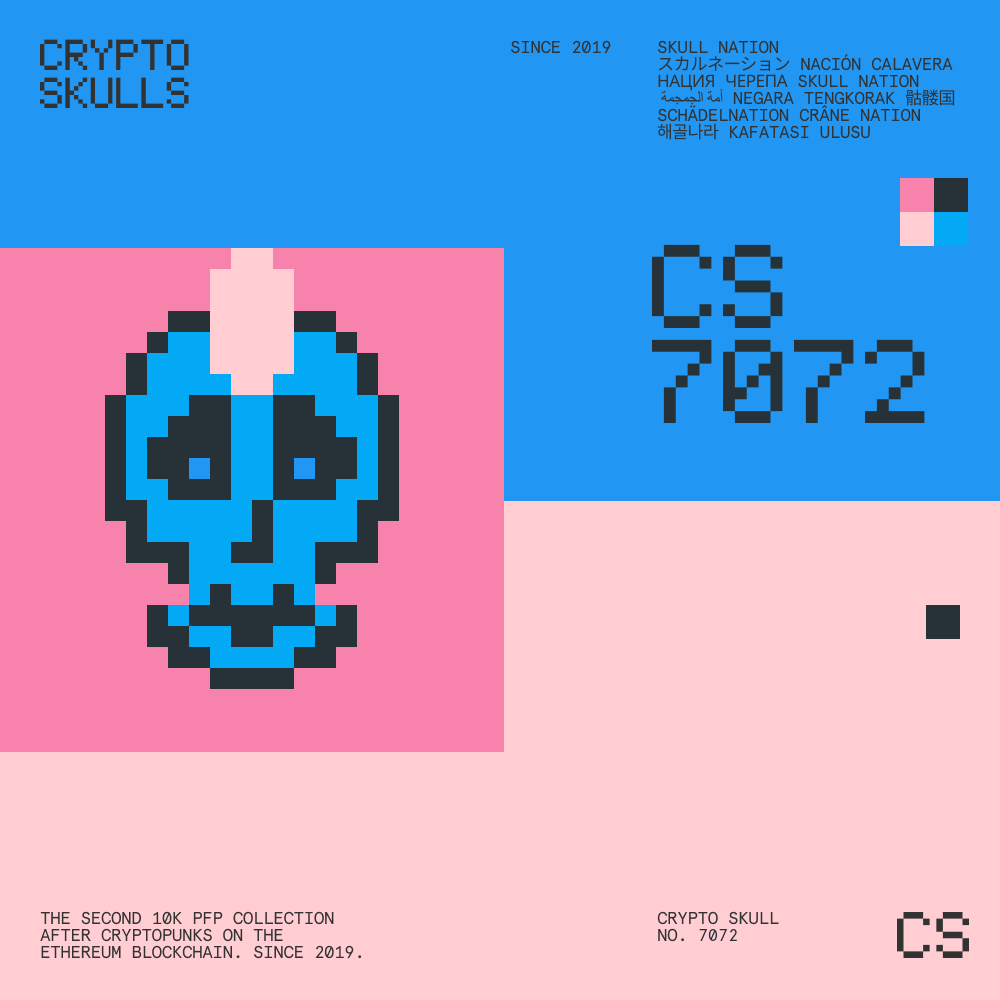 CRYPTO
SKULLS
SINCE 2019
SKULL NATION
スカルネーション NACIÓN CALAVERA
НАЦИЯ ЧЕРЕПА SKULL NATION
أمة الجمجمة NEGARA TENGKORAK 骷髅国
SCHÄDELNATION CRÂNE NATION
해골나라 KAFATASI ULUSU
CS
7072
THE SECOND 10K PFP COLLECTION
AFTER CRYPTOPUNKS ON THE
ETHEREUM BLOCKCHAIN. SINCE 2019.
CRYPTO SKULL
NO. 7072
CS